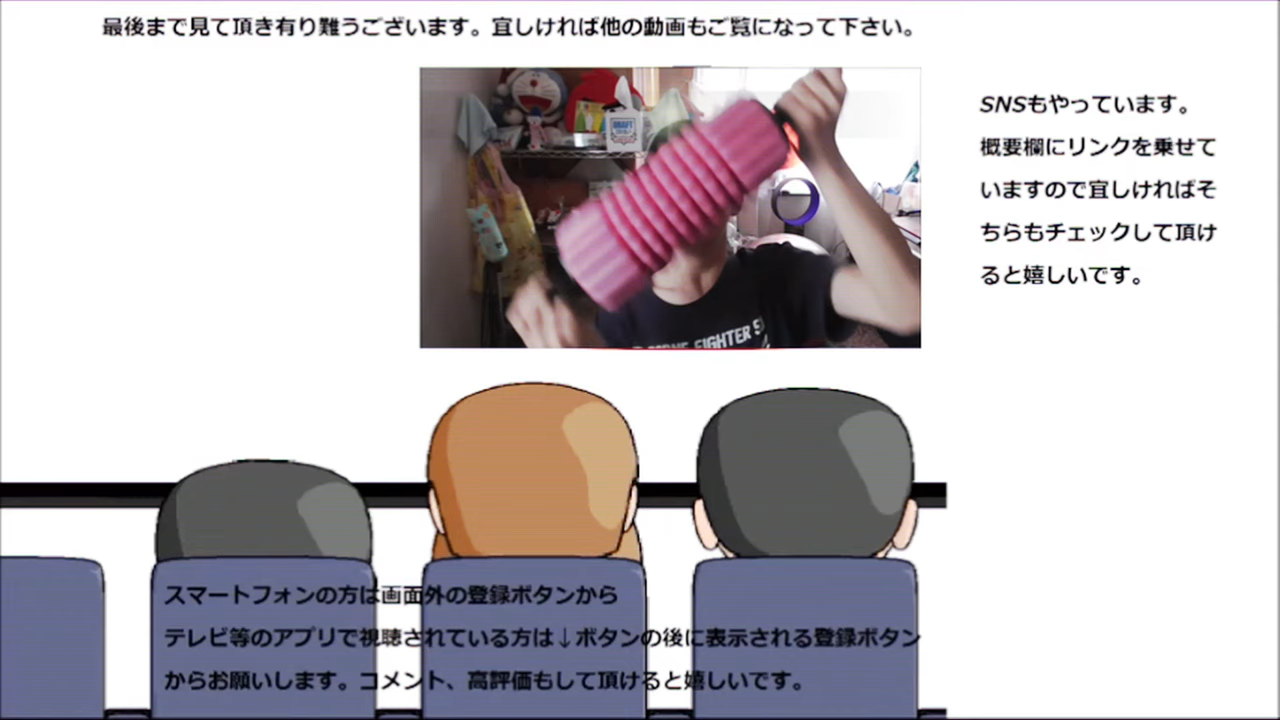 最後まで見て頂き有り難うございます。宜しければ他の動画もご覧になって下さい。
SNSもやっています。
概要欄にリンクを乗せて
いますので宜しければそ
ちらもチェックして頂け
ると嬉しいです。
FIGHTER
スマートフォンの方は画面外の登録ボタンから
テレビ等のアプリで視聴されている方は↓ボタンの後に表示される登録ボタン
からお願いします。コメント、高評価もして頂けると嬉しいです。